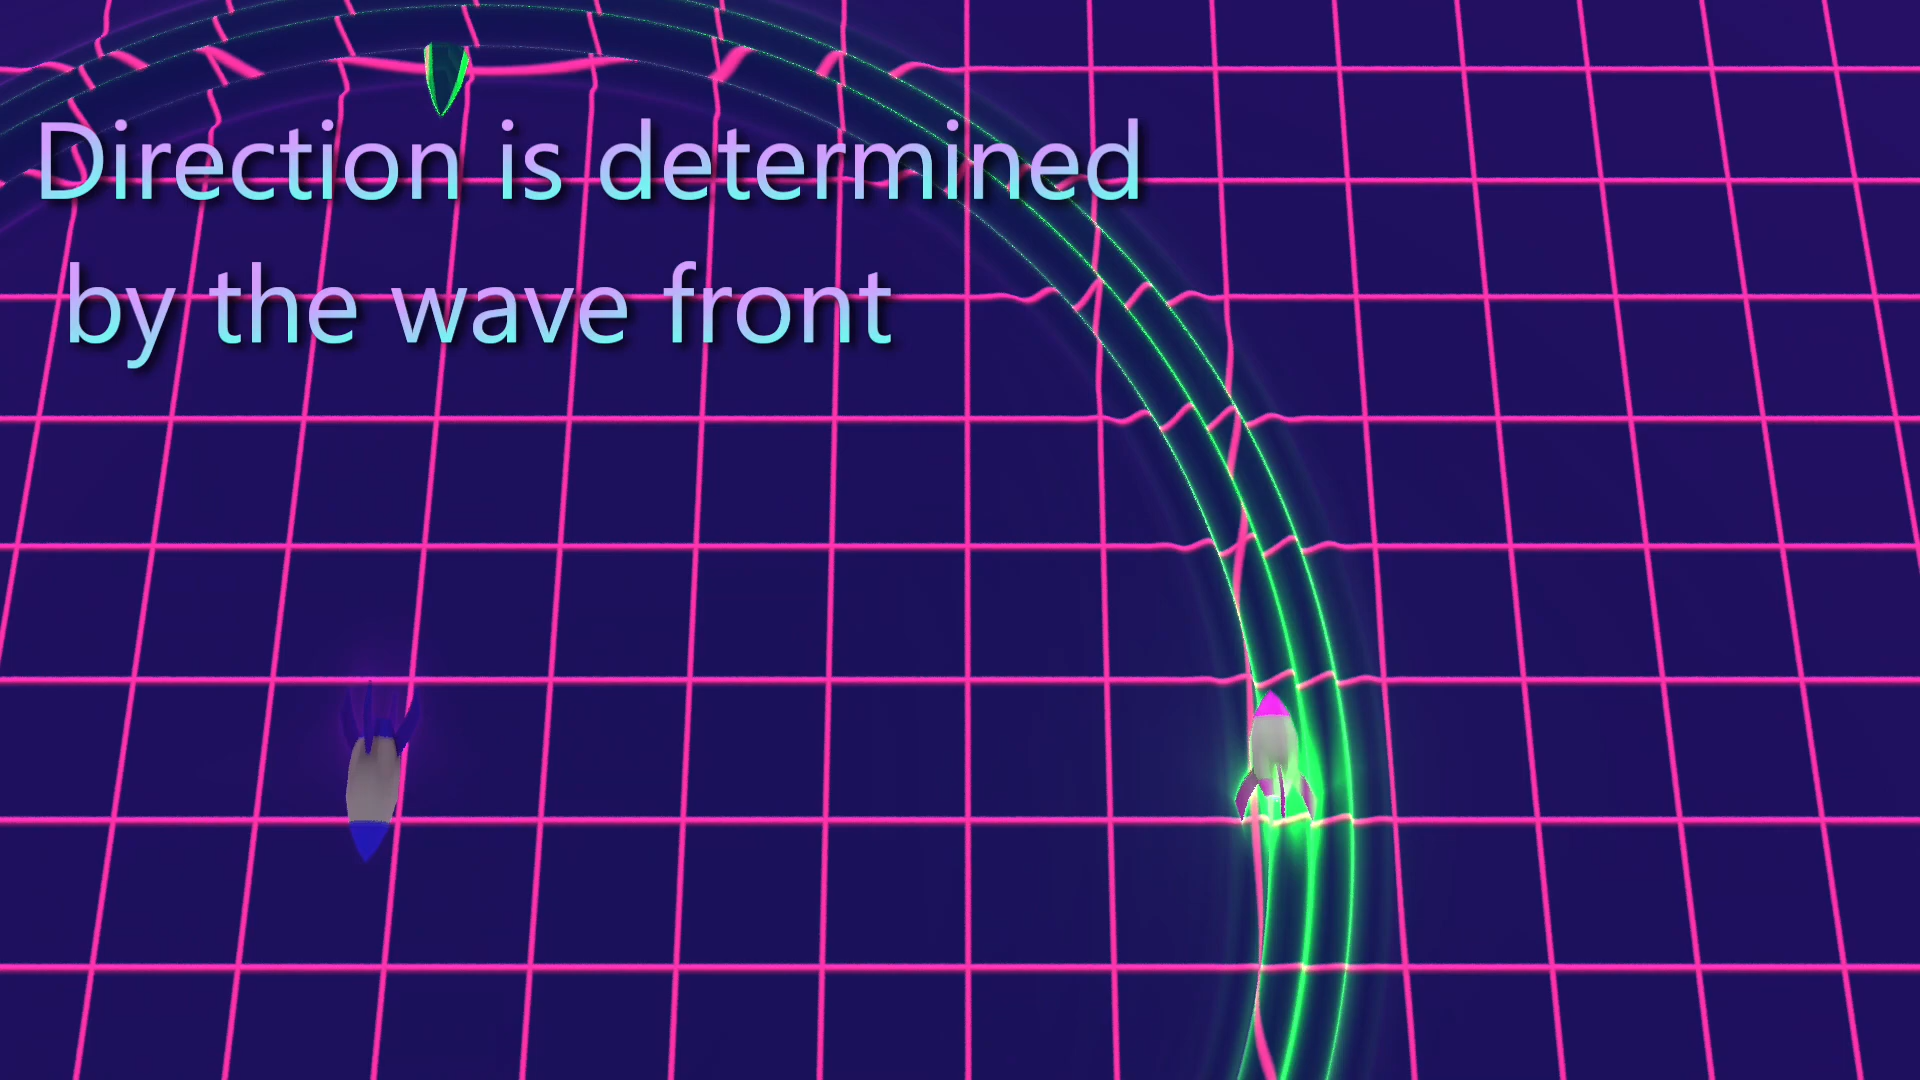 Direction is determined
by the wave front